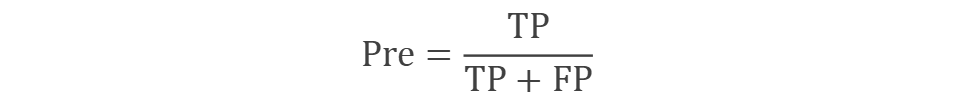 Pre = TP / TP + FP